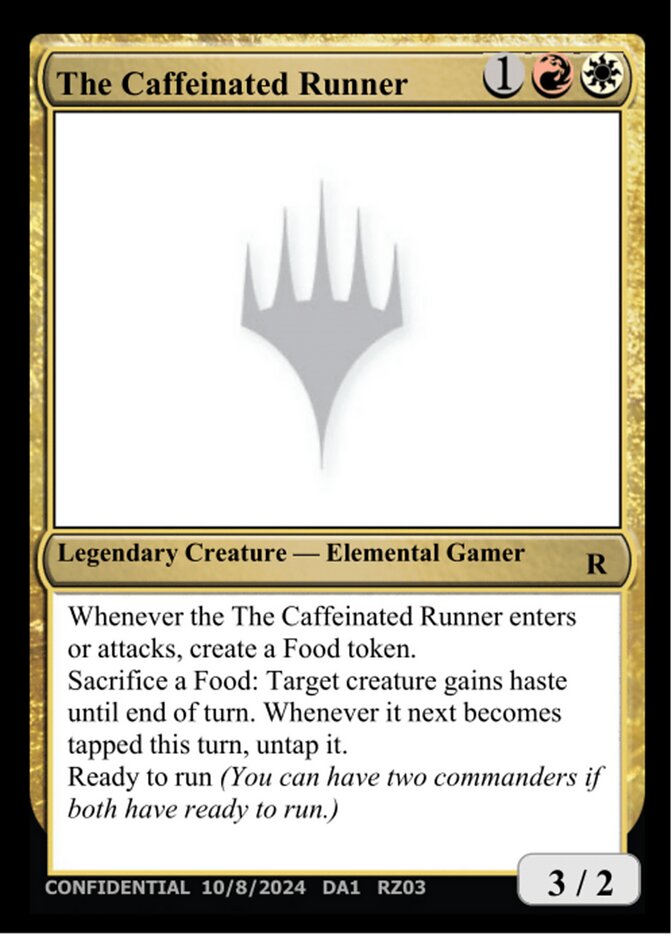 The Caffeinated Runner 1
Legendary Creature — Elemental Gamer R
Whenever the The Caffeinated Runner enters
or attacks, create a Food token.
Sacrifice a Food: Target creature gains haste
until end of turn. Whenever it next becomes
tapped this turn, untap it.
Ready to run (You can have two commanders if
both have ready to run.)
CONFIDENTIAL 10/8/2024 DA1 RZ03
3 / 2